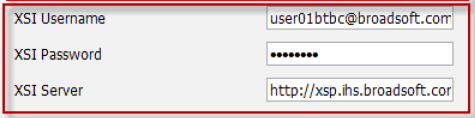 XSI Username user01btbc@broadsoft.com
XSI Password ••••••••
XSI Server http://xsp.ihs.broadsoft.cor